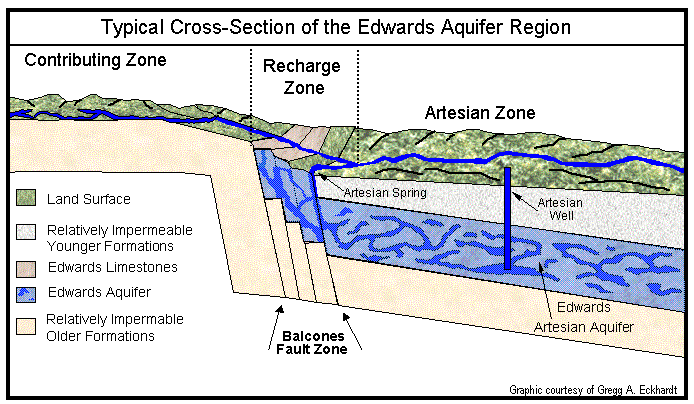 Typical Cross-Section of the Edwards Aquifer Region
Contributing Zone
Recharge
Zone
Artesian Zone
Artesian Spring
Artesian
Well
Land Surface
Relatively Impermeable
Younger Formations
Edwards Limestones
Edwards Aquifer
Relatively Impermable
Older Formations
Edwards
Artesian Aquifer
Balcones
Fault Zone
Graphic courtesy of Gregg A. Eckhardt